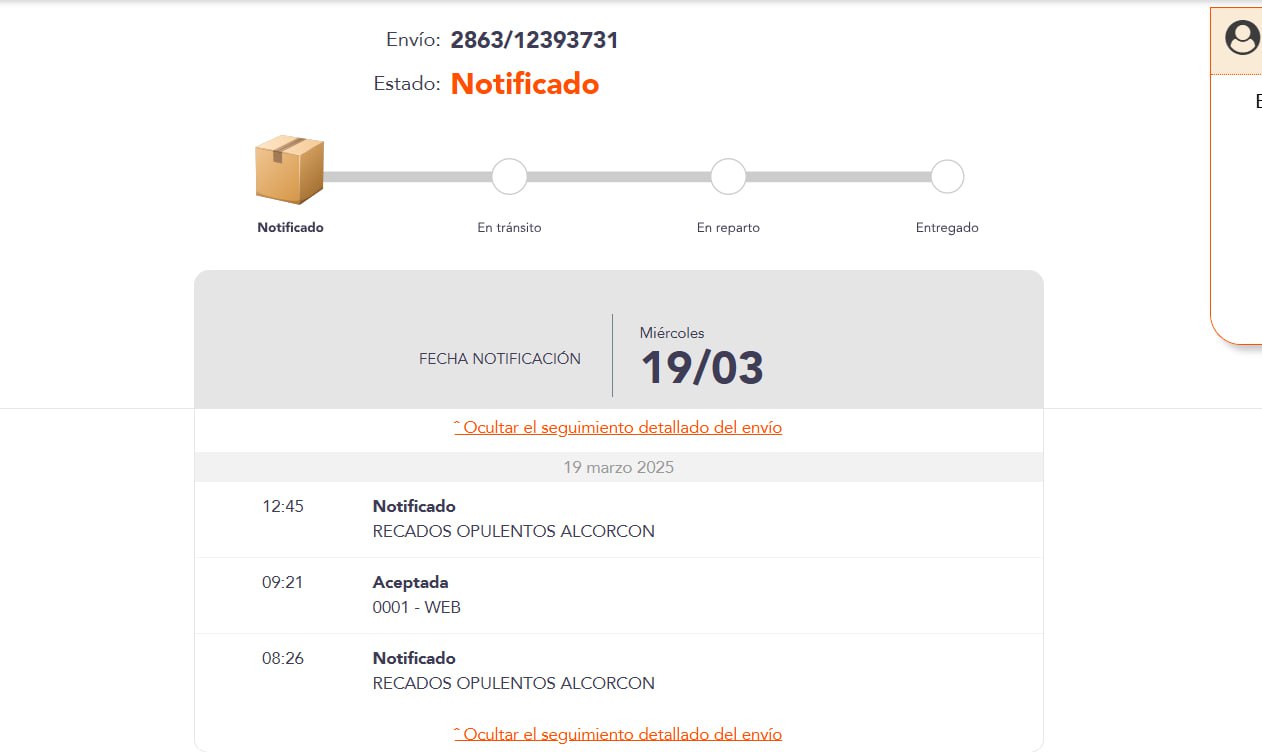 Envío: 2863/12393731
Estado: Notificado
Notificado En tránsito En reparto Entregado
FECHA NOTIFICACIÓN
Miércoles
19/03
ˆ Ocultar el seguimiento detallado del envío
19 marzo 2025
12:45 Notificado
RECADOS OPULENTOS ALCORCON
09:21 Aceptada
0001 - WEB
08:26 Notificado
RECADOS OPULENTOS ALCORCON
ˆ Ocultar el seguimiento detallado del envío